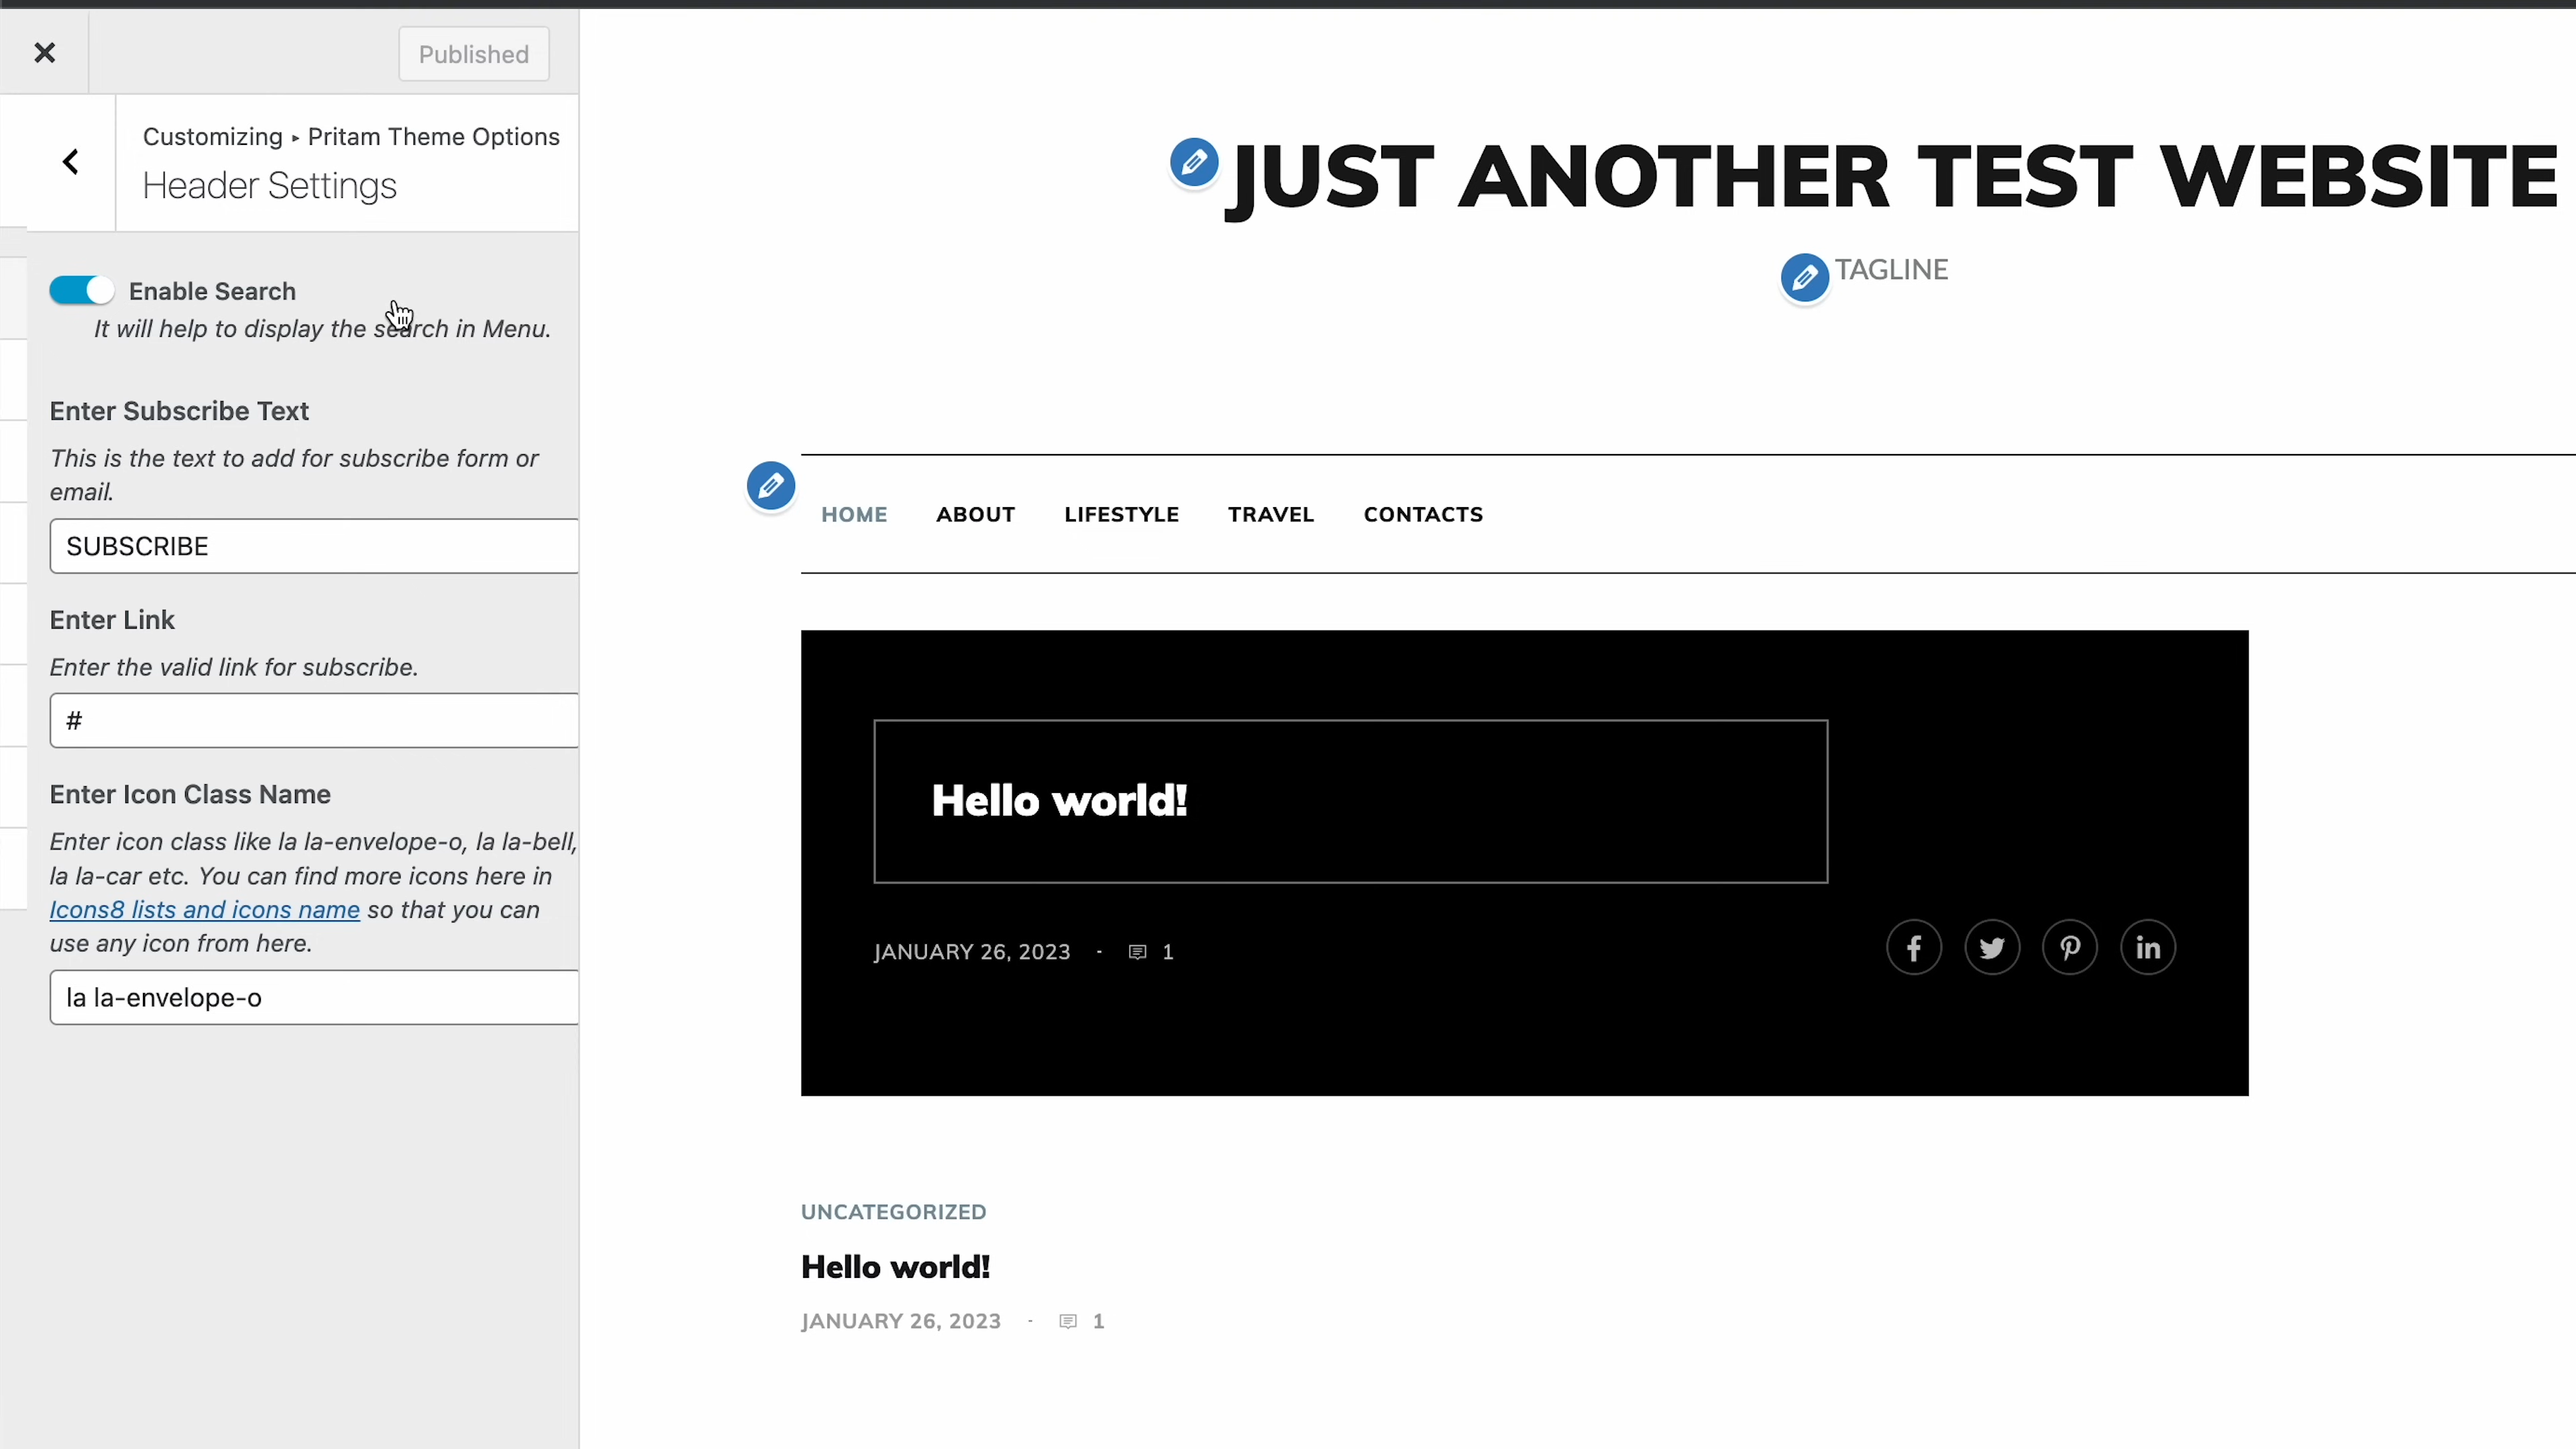 Published
Customizing ▸ Pritam Theme Options
Header Settings
Enable Search
It will help to display the search in Menu.
Enter Subscribe Text
This is the text to add for subscribe form or
email.
SUBSCRIBE
Enter Link
Enter the valid link for subscribe.
#
Enter Icon Class Name
Enter icon class like la la-envelope-o, la la-bell,
la la-car etc. You can find more icons here in
Icons8 lists and icons name so that you can
use any icon from here.
la la-envelope-o
JUST ANOTHER TEST WEBSITE
TAGLINE
HOME ABOUT LIFESTYLE TRAVEL CONTACTS
Hello world!
JANUARY 26, 2023 - 1
UNCATEGORIZED
Hello world!
JANUARY 26, 2023 - 1